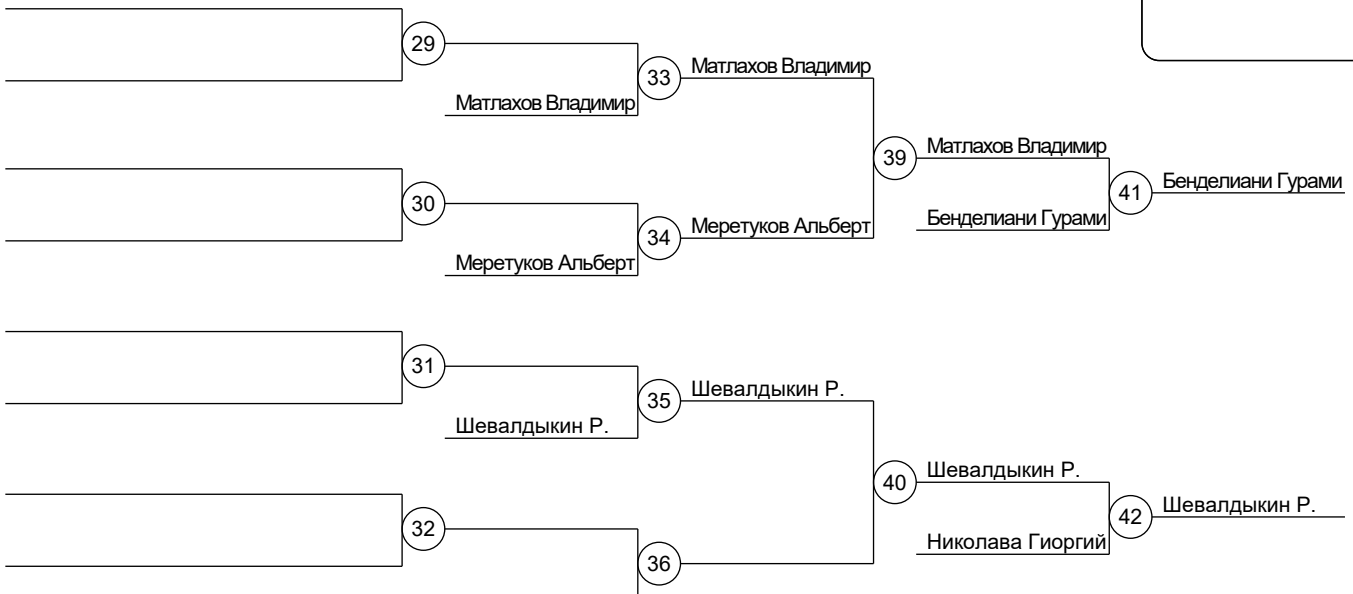 29
33
Матлахов Владимир
Матлахов Владимир
39
Матлахов Владимир
41
Бенделиани Гурами
30
34
Меретуков Альберт
Бенделиани Гурами
Меретуков Альберт
31
35
Шевалдыкин Р.
Шевалдыкин Р.
40
Шевалдыкин Р.
42
Шевалдыкин Р.
32
Николава Гиоргий
36